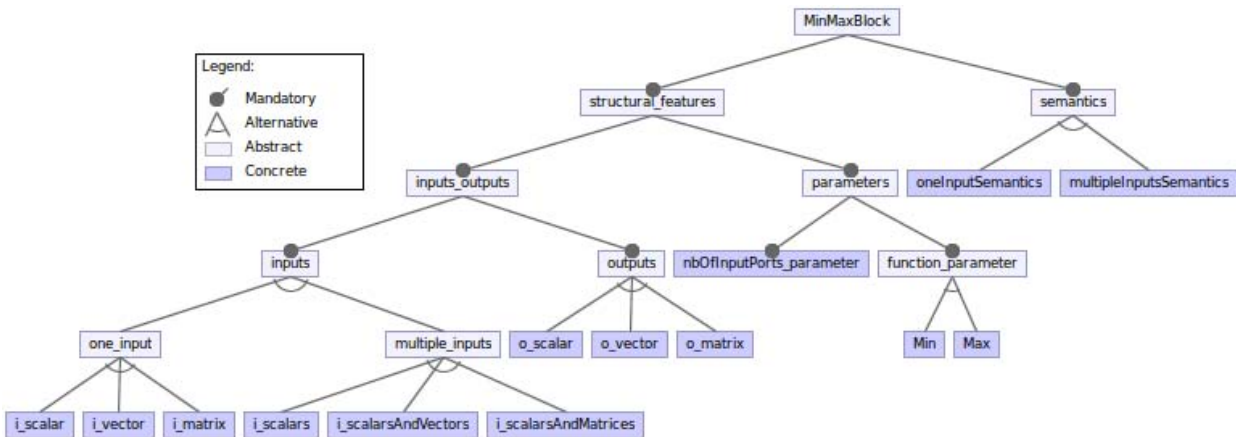 MinMaxBlock
Legend:
Mandatory
Alternative
Abstract
Concrete
structural_features
semantics
inputs_outputs
parameters
oneInputSemantics
multipleInputsSemantics
inputs
outputs
nbOfInputPorts_parameter
function_parameter
one_input
multiple_inputs
o_scalar
o_vector
o_matrix
Min
Max
i_scalar
i_vector
i_matrix
i_scalars
i_scalarsAndVectors
i_scalarsAndMatrices